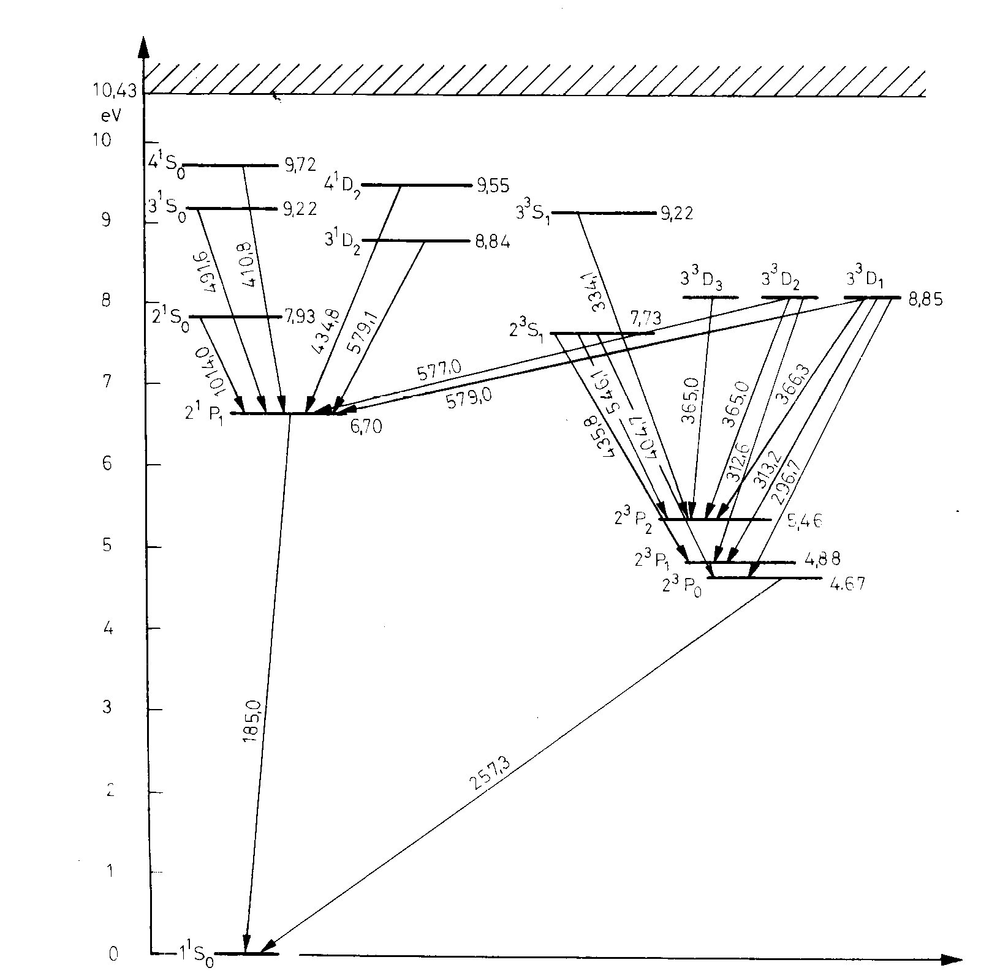 10,43
eV
10
9
8
7
6
5
4
3
2
1
0
4¹S₀ 9,72
3¹S₀ 9,22
2¹S₀ 7,93
2¹P₁ 6,70
1¹S₀
4¹D₂ 9,55
3¹D₂ 8,84
3³S₁ 9,22
2³S₁ 7,73
3³D₃ 3³D₂ 3³D₁ 8,85
2³P₂ 5,46
2³P₁ 4,88
2³P₀ 4.67
491,6
410,8
1014,0
434,8
579,1
577,0
579,0
334,1
435,8
546,1
404,7
365,0
365,0
366,3
312,6
313,2
296,7
185,0
257,3